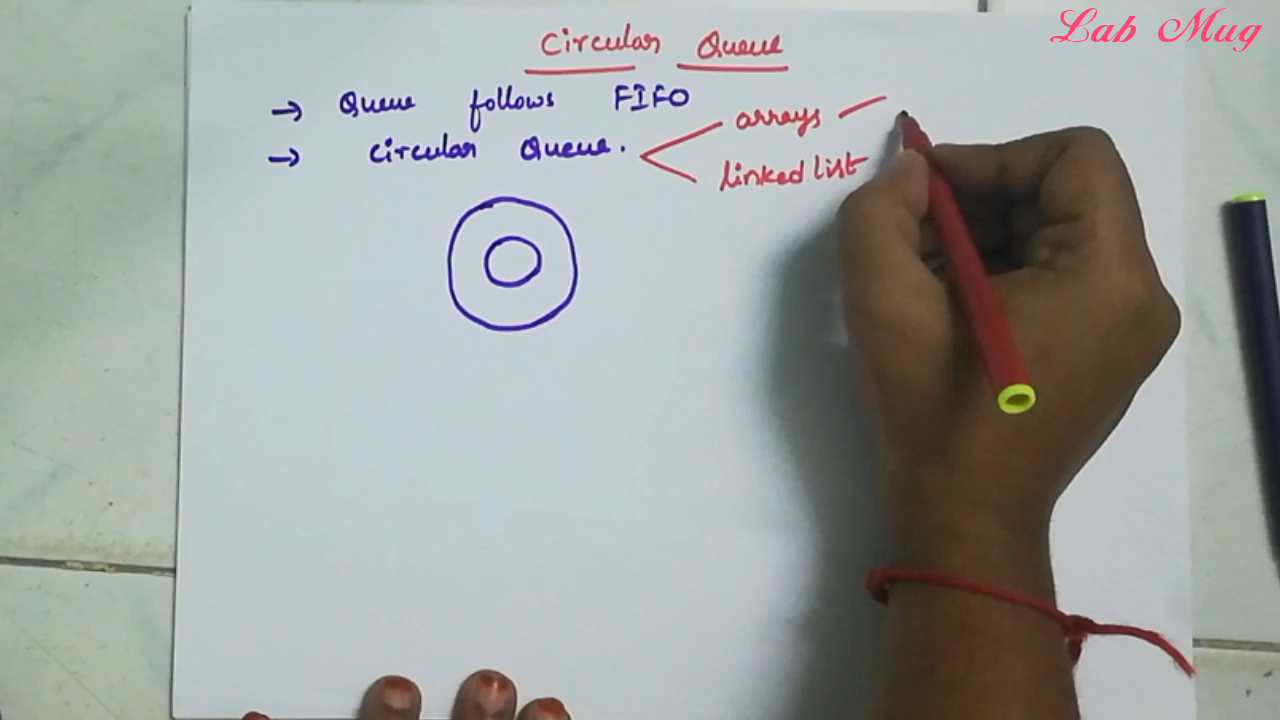 Lab Mug
Circular Queue
→ Queue follows FIFO
→ circular Queue.
arrays
linked list